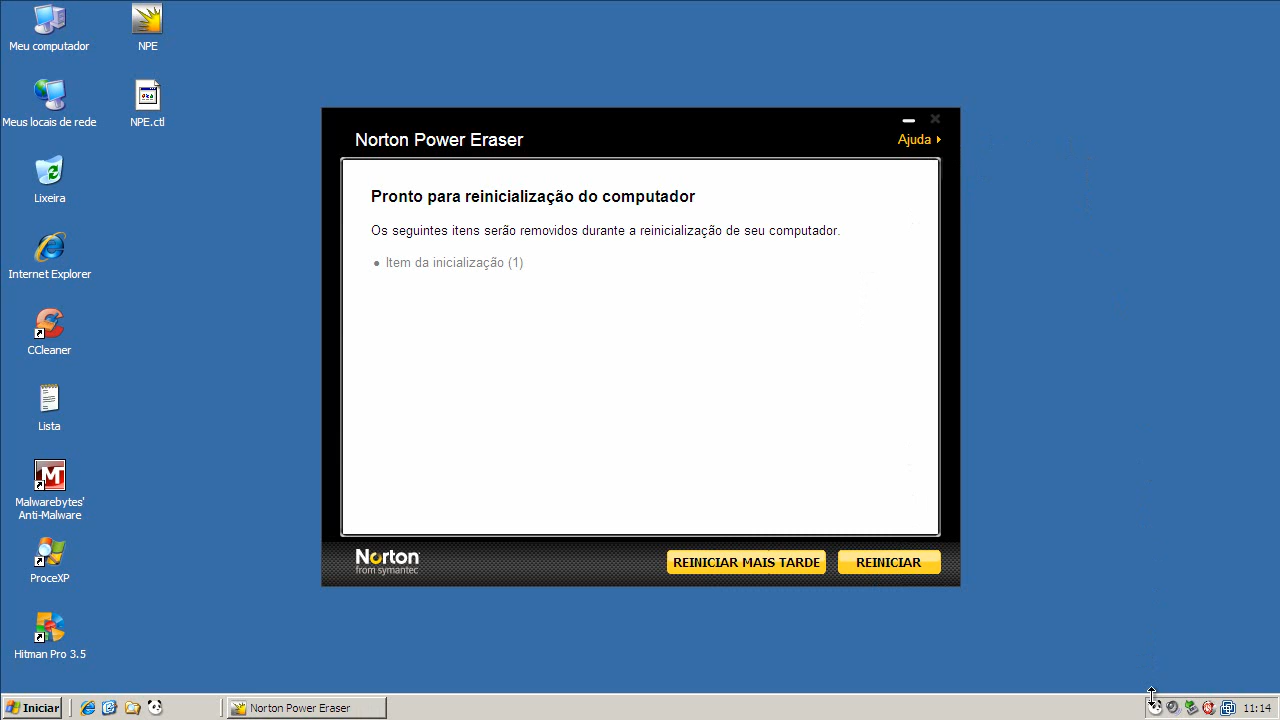 Meu computador
NPE
Meus locais de rede
NPE.ctl
Lixeira
Internet Explorer
CCleaner
Lista
Malwarebytes'
Anti-Malware
ProceXP
Hitman Pro 3.5
Norton Power Eraser
Ajuda
Pronto para reinicialização do computador
Os seguintes itens serão removidos durante a reinicialização de seu computador.
• Item da inicialização (1)
Norton
from symantec
REINICIAR MAIS TARDE
REINICIAR
Iniciar
Norton Power Eraser
11:14